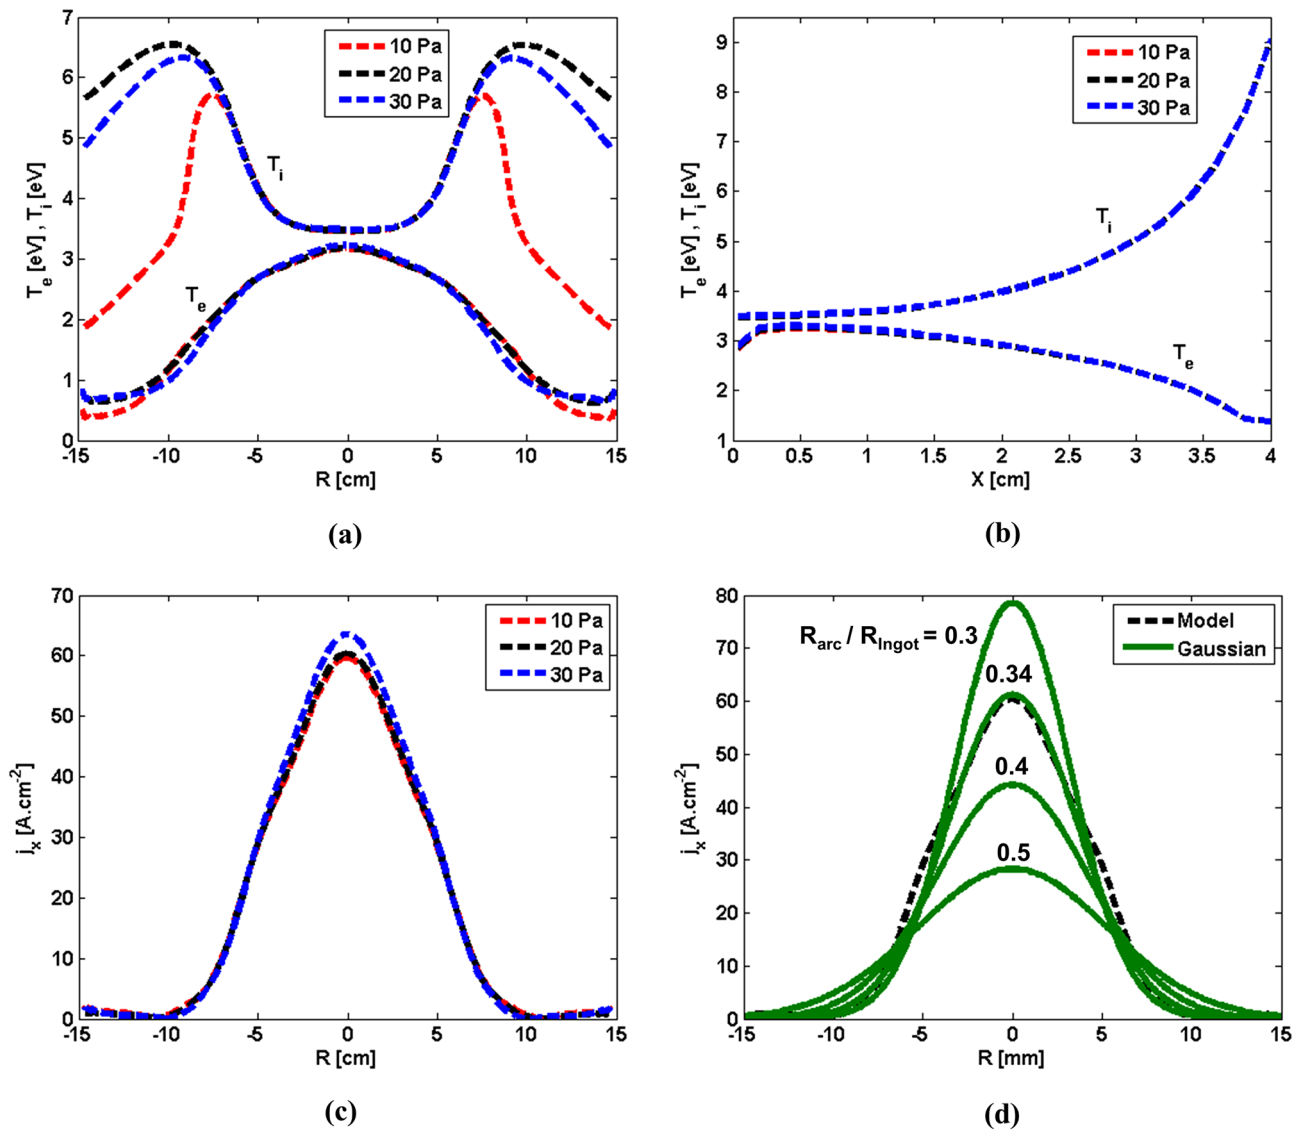 7
6
5
4
3
2
1
0
T_e [eV] , T_i [eV]
10 Pa
20 Pa
30 Pa
T_i
T_e
-15 -10 -5 0 5 10 15
R [cm]
(a)
9
8
7
6
5
4
3
2
1
T_e [eV] , T_i [eV]
10 Pa
20 Pa
30 Pa
T_i
T_e
0 0.5 1 1.5 2 2.5 3 3.5 4
X [cm]
(b)
70
60
50
40
30
20
10
0
j_x [A.cm^-2]
10 Pa
20 Pa
30 Pa
-15 -10 -5 0 5 10 15
R [cm]
(c)
80
70
60
50
40
30
20
10
0
j_x [A.cm^-2]
R_arc / R_Ingot = 0.3
0.34
0.4
0.5
Model
Gaussian
-15 -10 -5 0 5 10 15
R [mm]
(d)